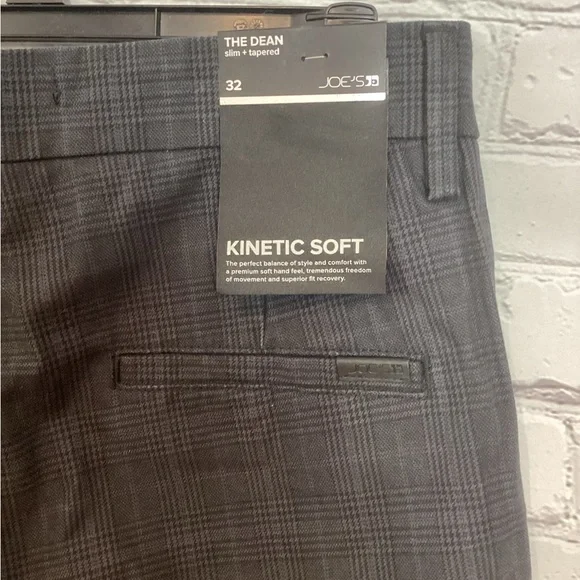 THE DEAN
slim + tapered
32
JOE'S
KINETIC SOFT
The perfect balance of style and comfort with
a premium soft hand feel, tremendous freedom
of movement and superior fit recovery.
JOE'S